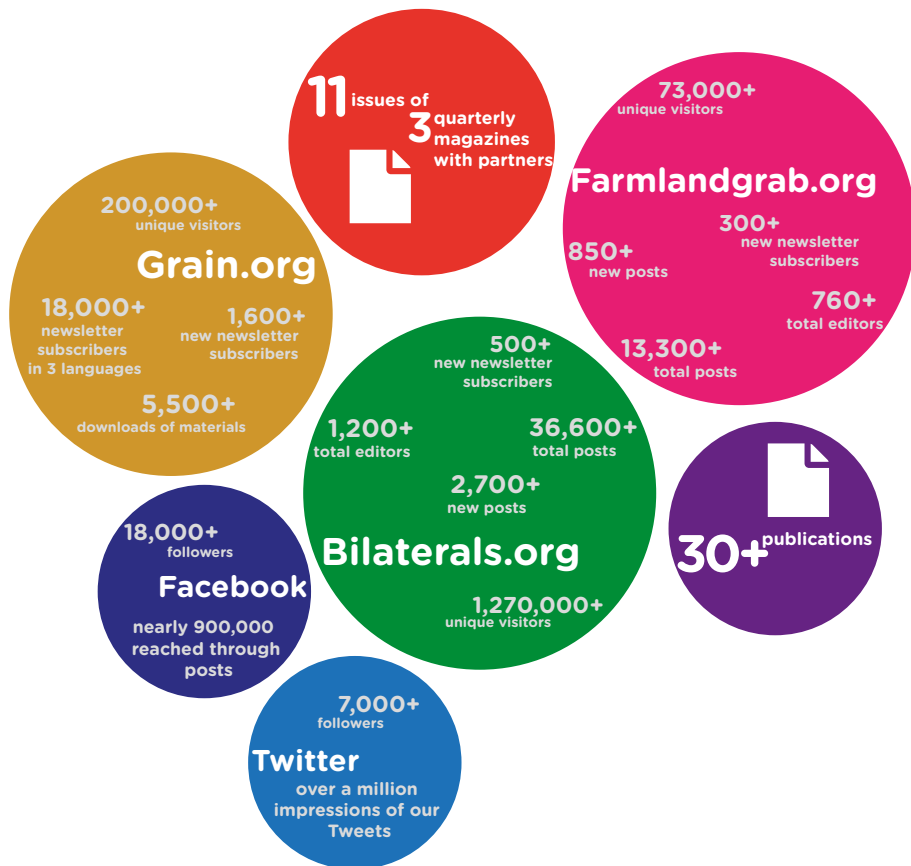 11 issues of
3 quarterly
magazines
with partners
73,000+
unique visitors
Farmlandgrab.org
300+
new newsletter
subscribers
850+
new posts
760+
total editors
13,300+
total posts
200,000+
unique visitors
Grain.org
18,000+
newsletter
subscribers
in 3 languages
1,600+
new newsletter
subscribers
5,500+
downloads of materials
500+
new newsletter
subscribers
1,200+
total editors
36,600+
total posts
2,700+
new posts
Bilaterals.org
1,270,000+
unique visitors
30+ publications
18,000+
followers
Facebook
nearly 900,000
reached through
posts
7,000+
followers
Twitter
over a million
impressions of our
Tweets